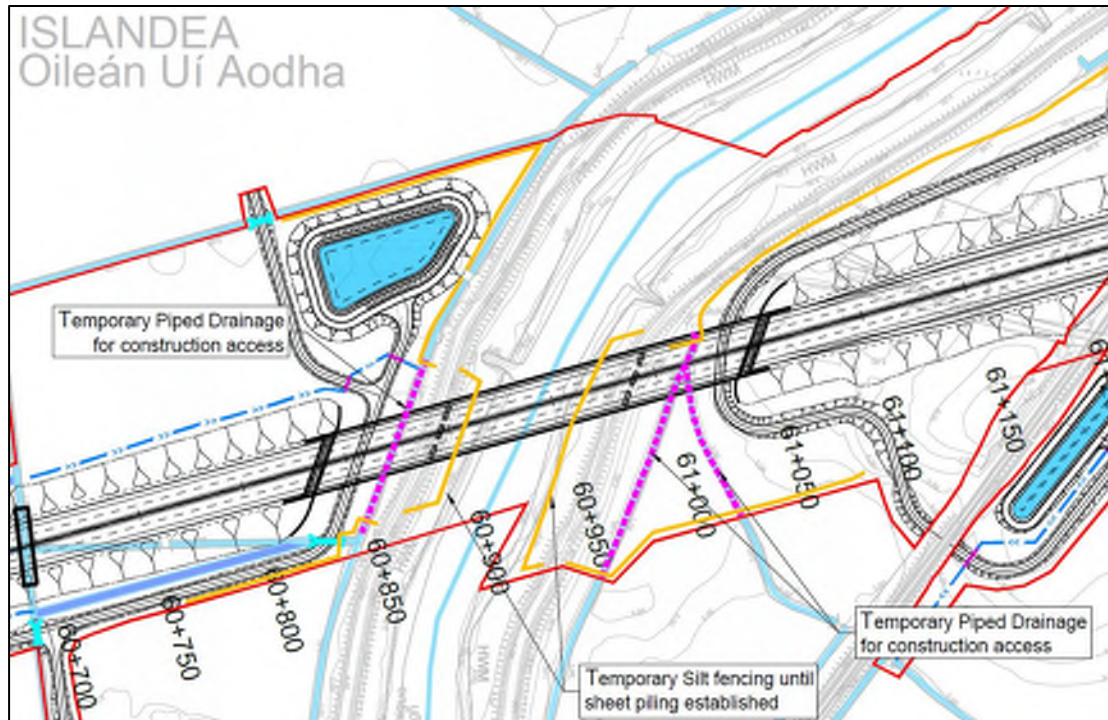 ISLANDEA
Oileán Uí Aodha
HWM
HWM
Temporary Piped Drainage
for construction access
60+700
60+750
60+800
60+850
60+900
60+950
61+000
61+050
61+100
61+150
HWM
Temporary Piped Drainage
for construction access
Temporary Silt fencing until
sheet piling established